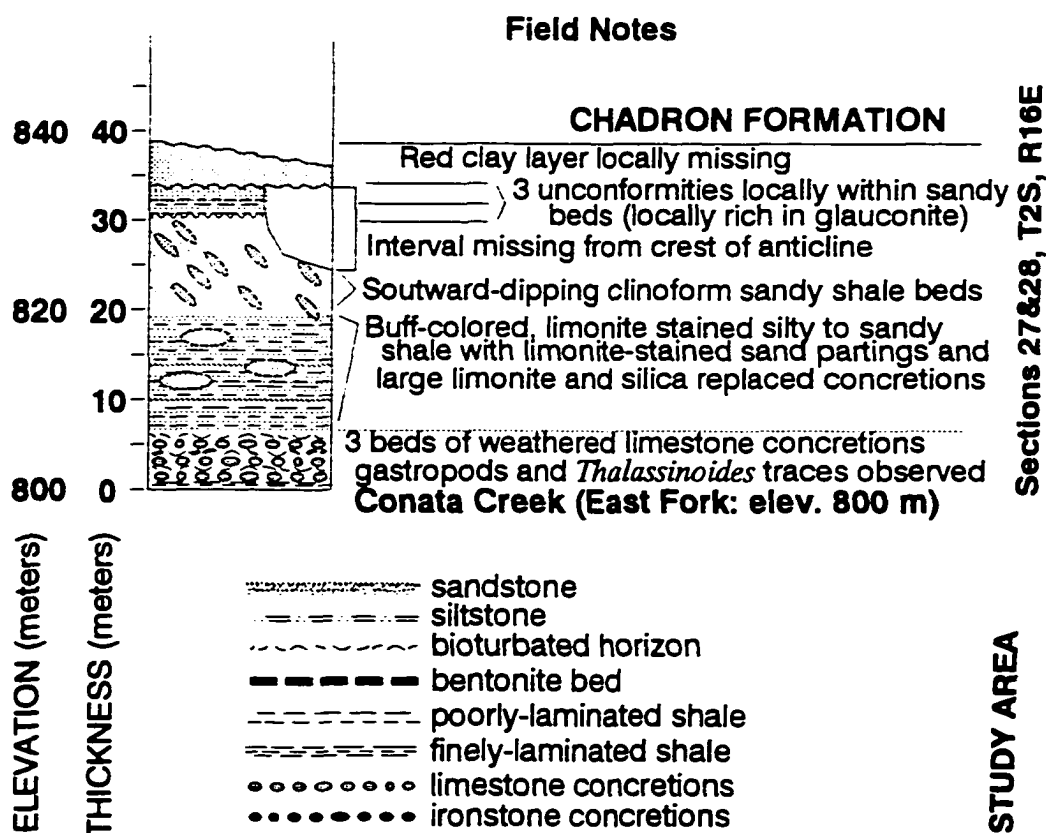 Field Notes
CHADRON FORMATION
840 40
Red clay layer locally missing
3 unconformities locally within sandy
beds (locally rich in glauconite)
30
Interval missing from crest of anticline
Soutward-dipping clinoform sandy shale beds
820 20
Buff-colored, limonite stained silty to sandy
shale with limonite-stained sand partings and
large limonite and silica replaced concretions
10
3 beds of weathered limestone concretions
gastropods and Thalassinoides traces observed
800 0
Conata Creek (East Fork: elev. 800 m)
Sections 27&28, T2S, R16E
ELEVATION (meters)
THICKNESS (meters)
sandstone
siltstone
bioturbated horizon
bentonite bed
poorly-laminated shale
finely-laminated shale
limestone concretions
ironstone concretions
STUDY AREA